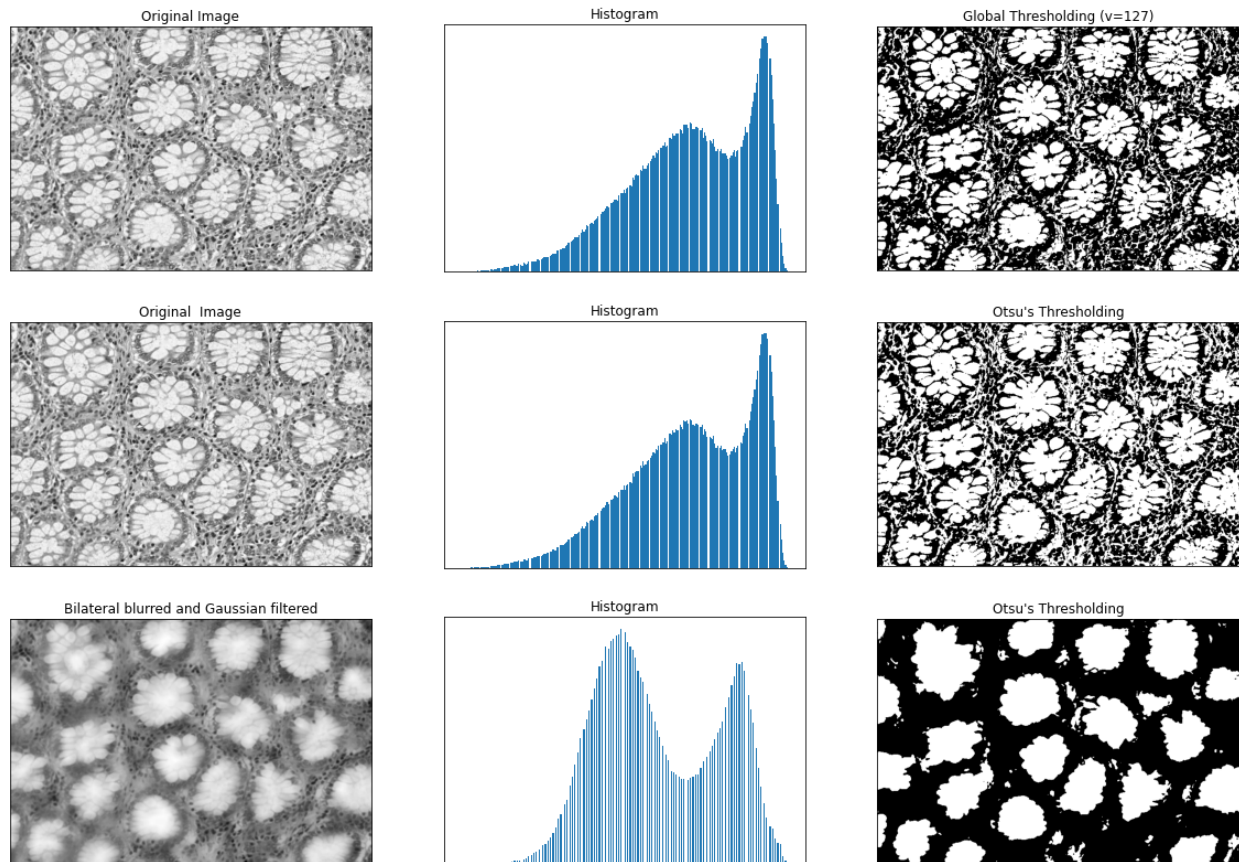 Original Image
Histogram
Global Thresholding (v=127)
Original  Image
Histogram
Otsu's Thresholding
Bilateral blurred and Gaussian filtered
Histogram
Otsu's Thresholding